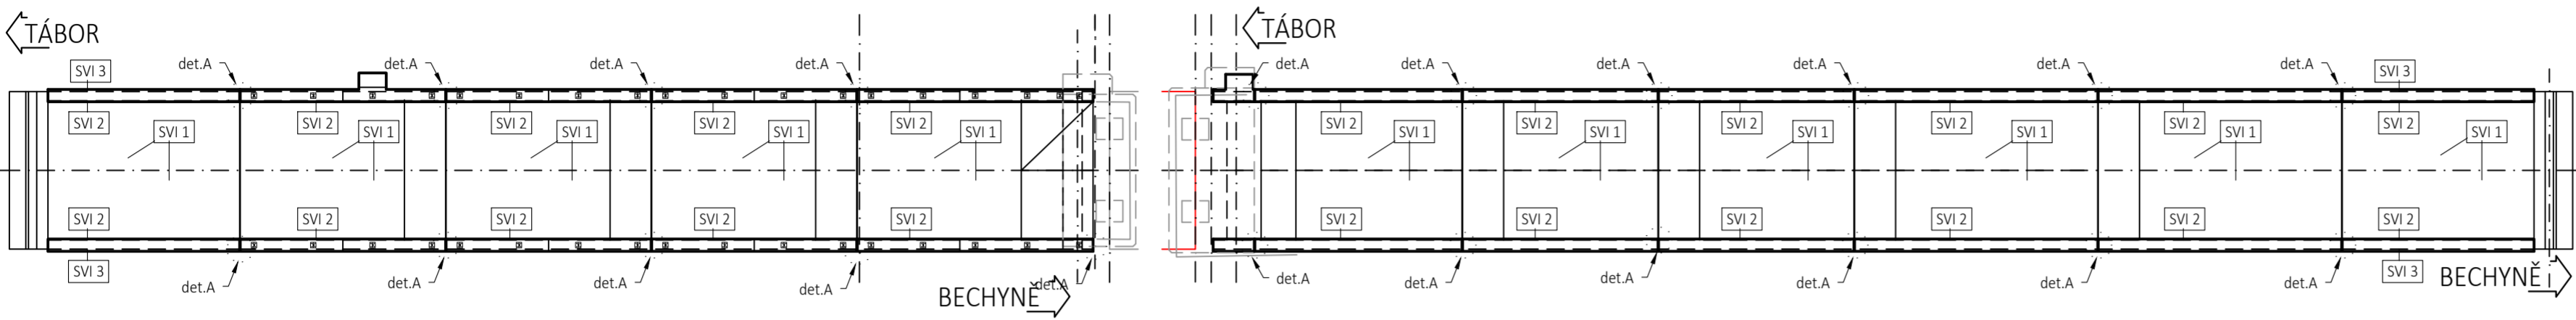 TÁBOR
TÁBOR
det.A det.A det.A det.A det.A det.A det.A det.A det.A det.A
SVI 3 SVI 3
SVI 2 SVI 2 SVI 2 SVI 2 SVI 2 SVI 2 SVI 2 SVI 2 SVI 2 SVI 2 SVI 2
SVI 1 SVI 1 SVI 1 SVI 1 SVI 1 SVI 1 SVI 1 SVI 1 SVI 1 SVI 1 SVI 1
SVI 2 SVI 2 SVI 2 SVI 2 SVI 2 SVI 2 SVI 2 SVI 2 SVI 2 SVI 2 SVI 2
SVI 3 SVI 3
det.A det.A det.A det.A det.A det.A det.A det.A det.A det.A det.A
BECHYNĚ
BECHYNĚ